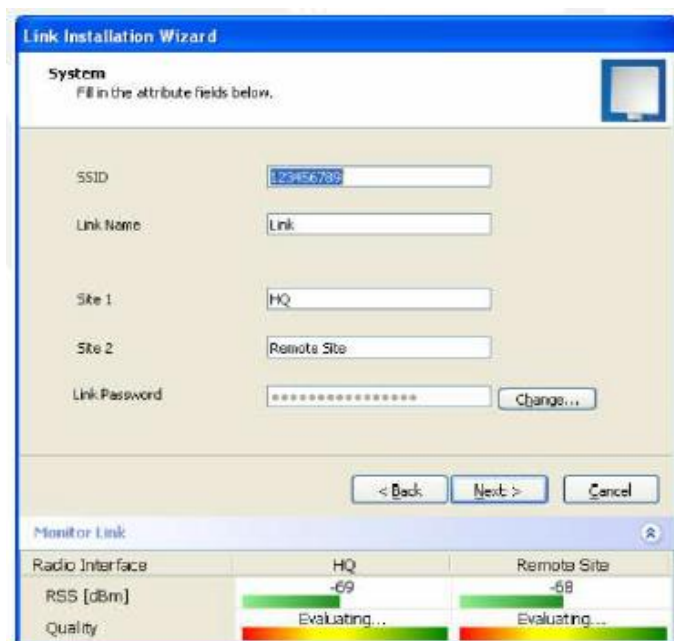 Link Installation Wizard
System
Fill in the attribute fields below.
SSID 123456789
Link Name Link
Site 1 HQ
Site 2 Remote Site
Link Password ●●●●●●●●●●●●●●●● Change...
< Back Next > Cancel
Monitor Link
Radio Interface HQ Remote Site
RSS [dBm] -69 -68
Quality Evaluating... Evaluating...